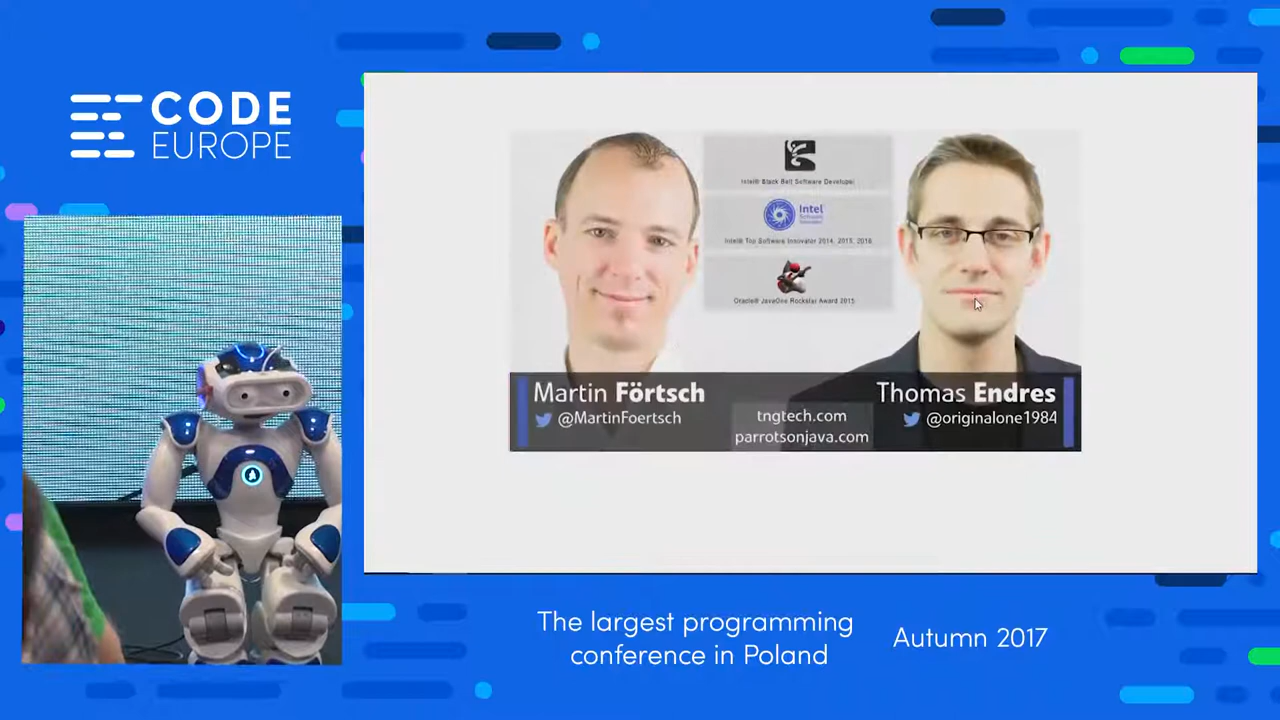 CODE
EUROPE
Intel® Black Belt Software Developer
Intel
Software
Innovator
Intel® Top Software Innovator 2014, 2015, 2016
Oracle® JavaOne Rockstar Award 2015
Martin Förtsch
@MartinFoertsch
tngtech.com
parrotsonjava.com
Thomas Endres
@originalone1984
The largest programming
conference in Poland
Autumn 2017